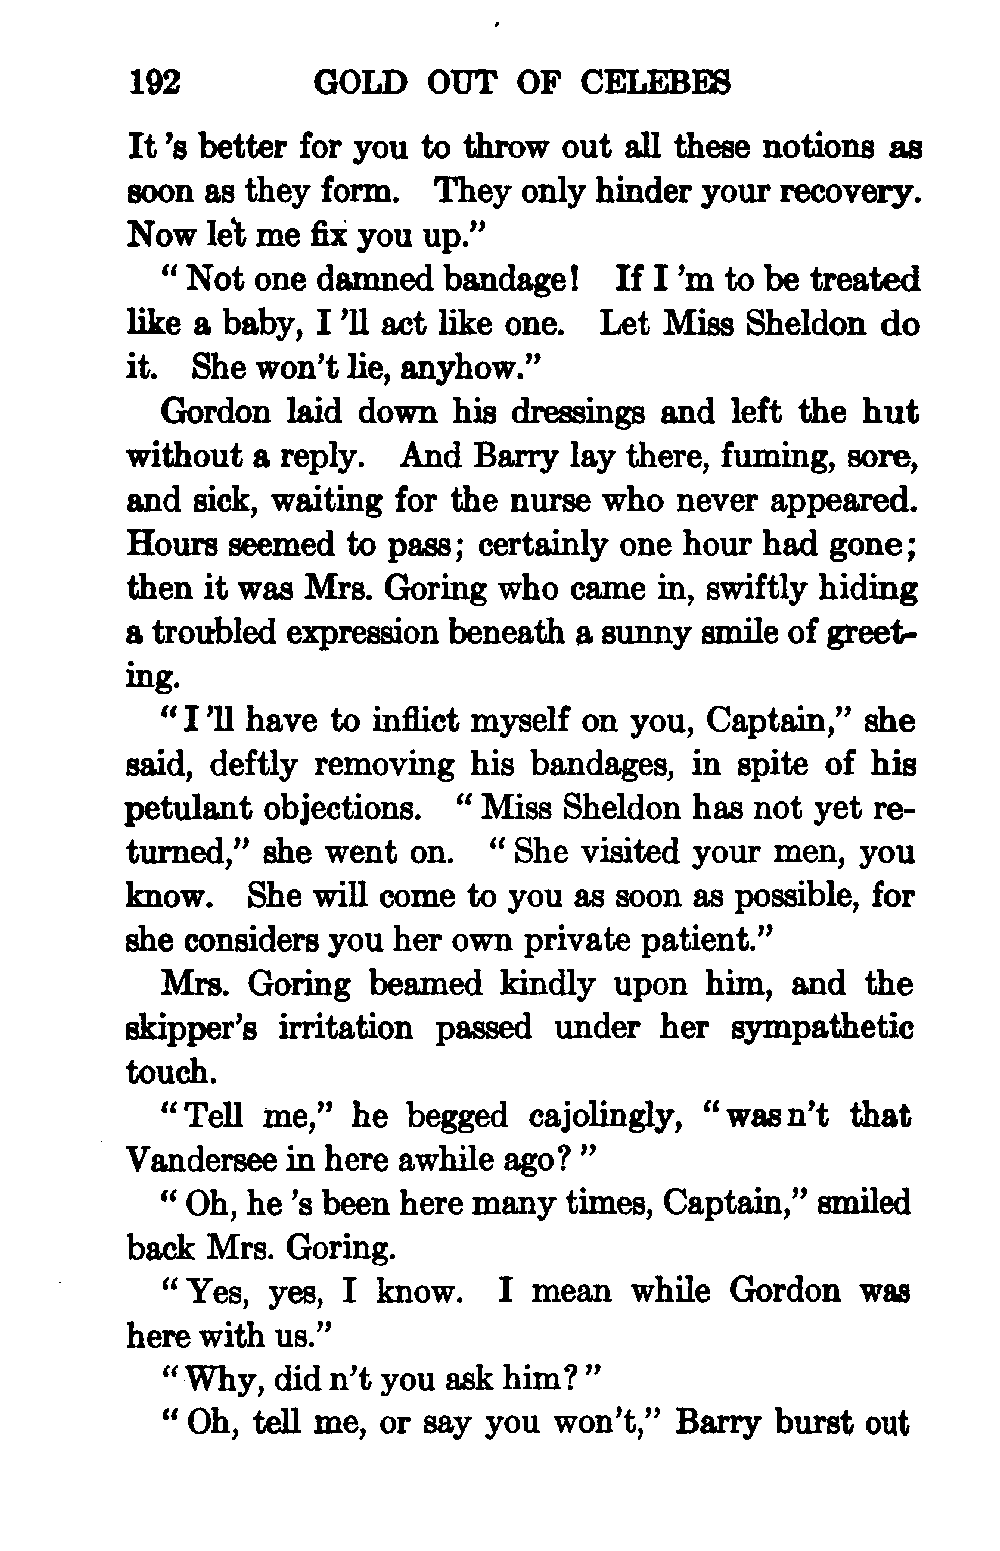 192 GOLD OUT OF CELEBES
It 's better for you to throw out all these notions as
soon as they form. They only hinder your recovery.
Now let me fix you up.”
“ Not one damned bandage! If I 'm to be treated
like a baby, I 'll act like one. Let Miss Sheldon do
it. She won't lie, anyhow.”
Gordon laid down his dressings and left the hut
without a reply. And Barry lay there, fuming, sore,
and sick, waiting for the nurse who never appeared.
Hours seemed to pass; certainly one hour had gone;
then it was Mrs. Goring who came in, swiftly hiding
a troubled expression beneath a sunny smile of greet-
ing.
“ I 'll have to inflict myself on you, Captain,” she
said, deftly removing his bandages, in spite of his
petulant objections. “ Miss Sheldon has not yet re-
turned,” she went on. “ She visited your men, you
know. She will come to you as soon as possible, for
she considers you her own private patient.”
Mrs. Goring beamed kindly upon him, and the
skipper's irritation passed under her sympathetic
touch.
“ Tell me,” he begged cajolingly, “ was n't that
Vandersee in here awhile ago? ”
“ Oh, he 's been here many times, Captain,” smiled
back Mrs. Goring.
“ Yes, yes, I know. I mean while Gordon was
here with us.”
“ Why, did n't you ask him? ”
“ Oh, tell me, or say you won't,” Barry burst out